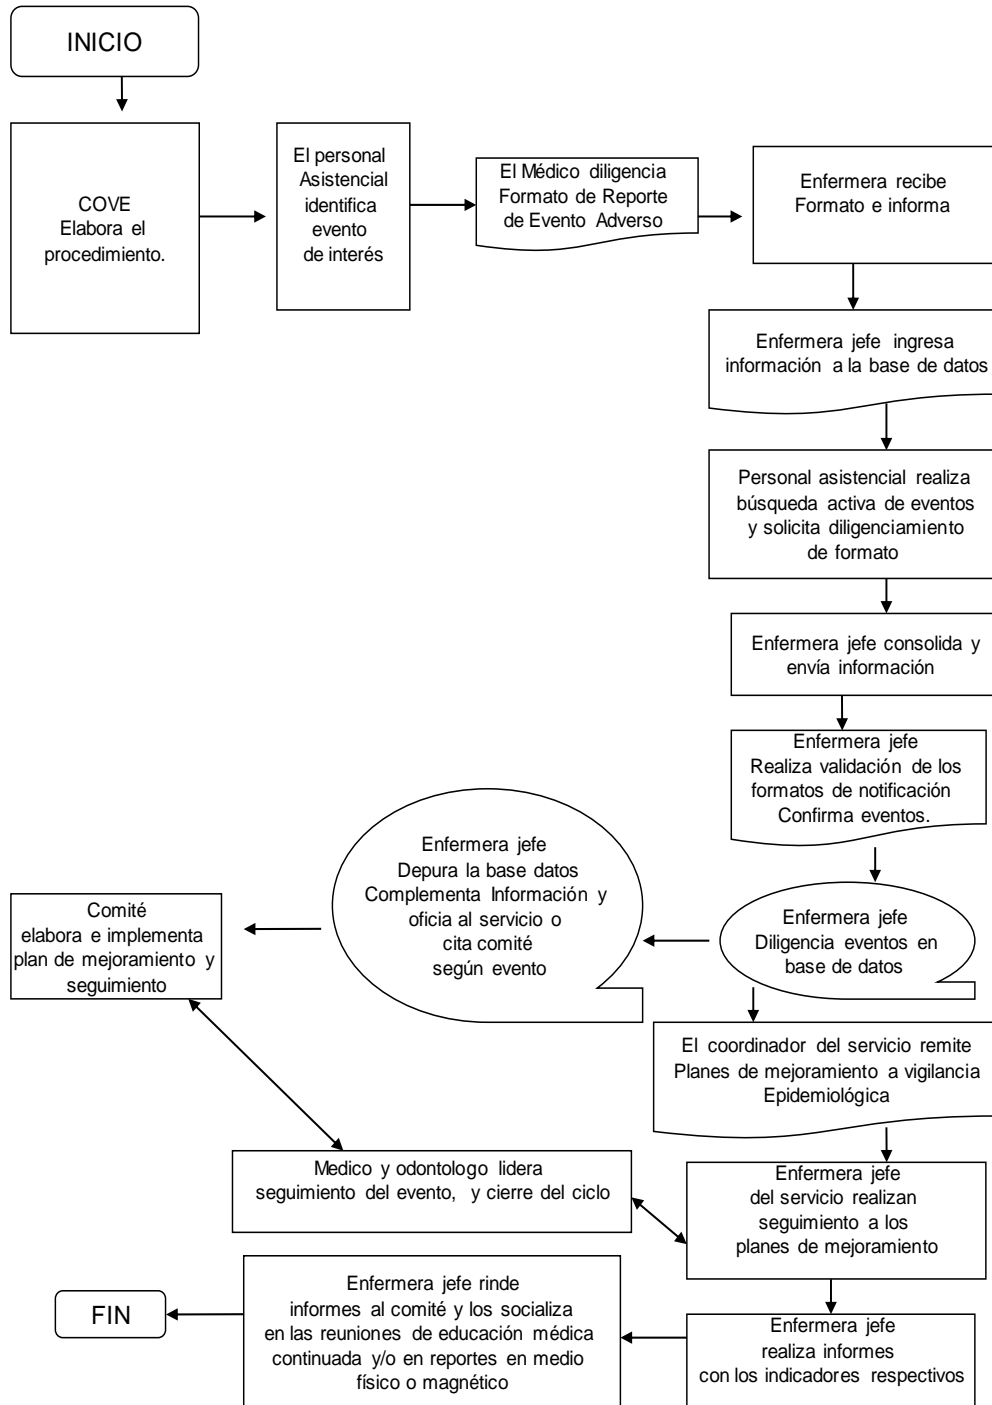 INICIO
COVE
Elabora el
procedimiento.
El personal
Asistencial
identifica
evento
de interés
El Médico diligencia
Formato de Reporte
de Evento Adverso
Enfermera recibe
Formato e informa
Enfermera jefe ingresa
información a la base de datos
Personal asistencial realiza
búsqueda activa de eventos
y solicita diligenciamiento
de formato
Enfermera jefe consolida y
envía información
Enfermera jefe
Realiza validación de los
formatos de notificación
Confirma eventos.
Enfermera jefe
Diligencia eventos en
base de datos
Enfermera jefe
Depura la base datos
Complementa Información y
oficia al servicio o
cita comité
según evento
Comité
elabora e implementa
plan de mejoramiento y
seguimiento
El coordinador del servicio remite
Planes de mejoramiento a vigilancia
Epidemiológica
Medico y odontologo lidera
seguimiento del evento, y cierre del ciclo
Enfermera jefe
del servicio realizan
seguimiento a los
planes de mejoramiento
Enfermera jefe
realiza informes
con los indicadores respectivos
Enfermera jefe rinde
informes al comité y los socializa
en las reuniones de educación médica
continuada y/o en reportes en medio
físico o magnético
FIN